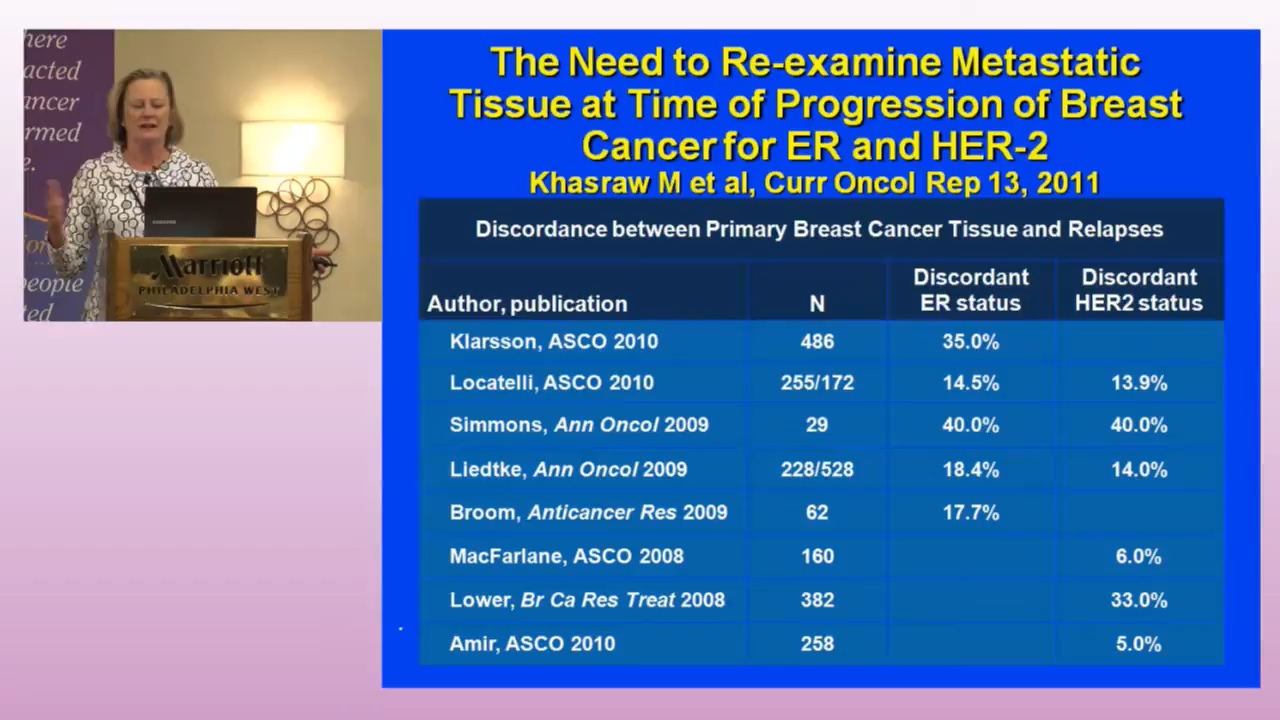 here
acted
ancer
rmed
e.
people
ted
SAMSUNG
Marriott
PHILADELPHIA WEST
The Need to Re-examine Metastatic
Tissue at Time of Progression of Breast
Cancer for ER and HER-2
Khasraw M et al, Curr Oncol Rep 13, 2011
Discordance between Primary Breast Cancer Tissue and Relapses
Author, publication N Discordant ER status Discordant HER2 status
Klarsson, ASCO 2010 486 35.0%
Locatelli, ASCO 2010 255/172 14.5% 13.9%
Simmons, Ann Oncol 2009 29 40.0% 40.0%
Liedtke, Ann Oncol 2009 228/528 18.4% 14.0%
Broom, Anticancer Res 2009 62 17.7%
MacFarlane, ASCO 2008 160 6.0%
Lower, Br Ca Res Treat 2008 382 33.0%
Amir, ASCO 2010 258 5.0%